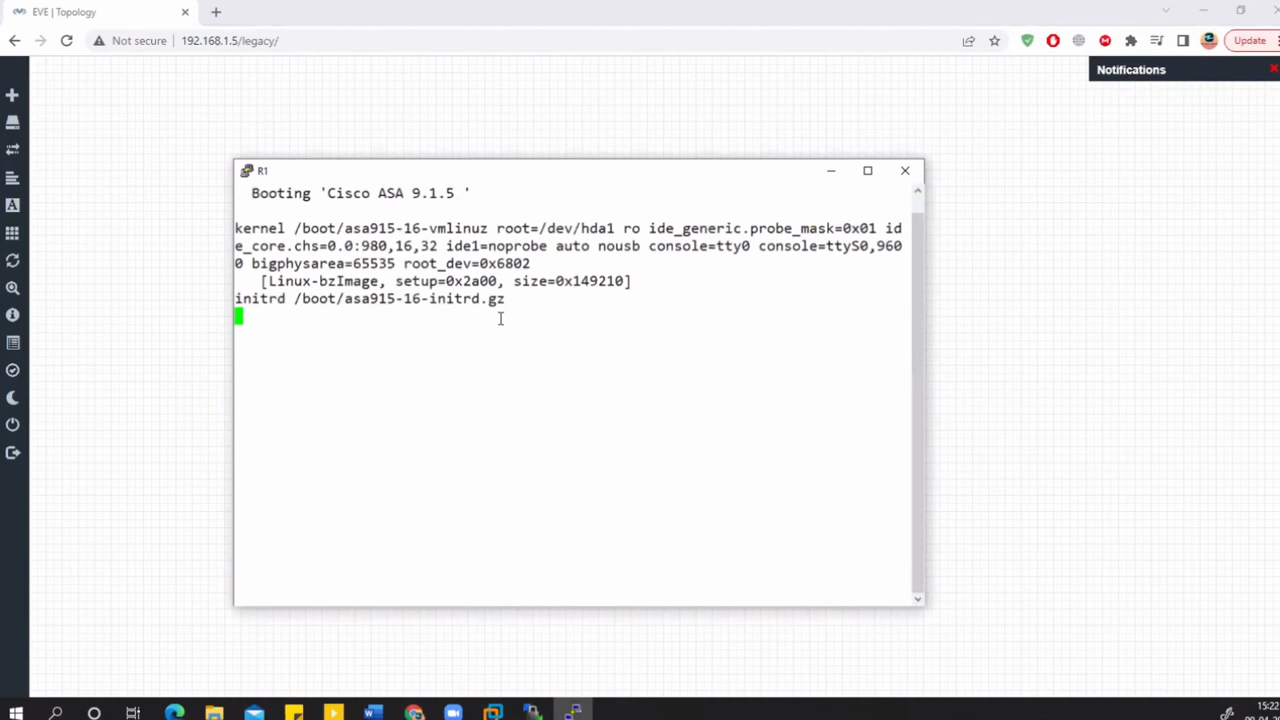 EVE | Topology
Not secure
192.168.1.5/legacy/
Update
Notifications
R1
Booting 'Cisco ASA 9.1.5 '
kernel /boot/asa915-16-vmlinuz root=/dev/hda1 ro ide_generic.probe_mask=0x01 id
e_core.chs=0.0:980,16,32 ide1=noprobe auto nousb console=tty0 console=ttyS0,960
0 bigphysarea=65535 root_dev=0x6802
[Linux-bzImage, setup=0x2a00, size=0x149210]
initrd /boot/asa915-16-initrd.gz
15:22